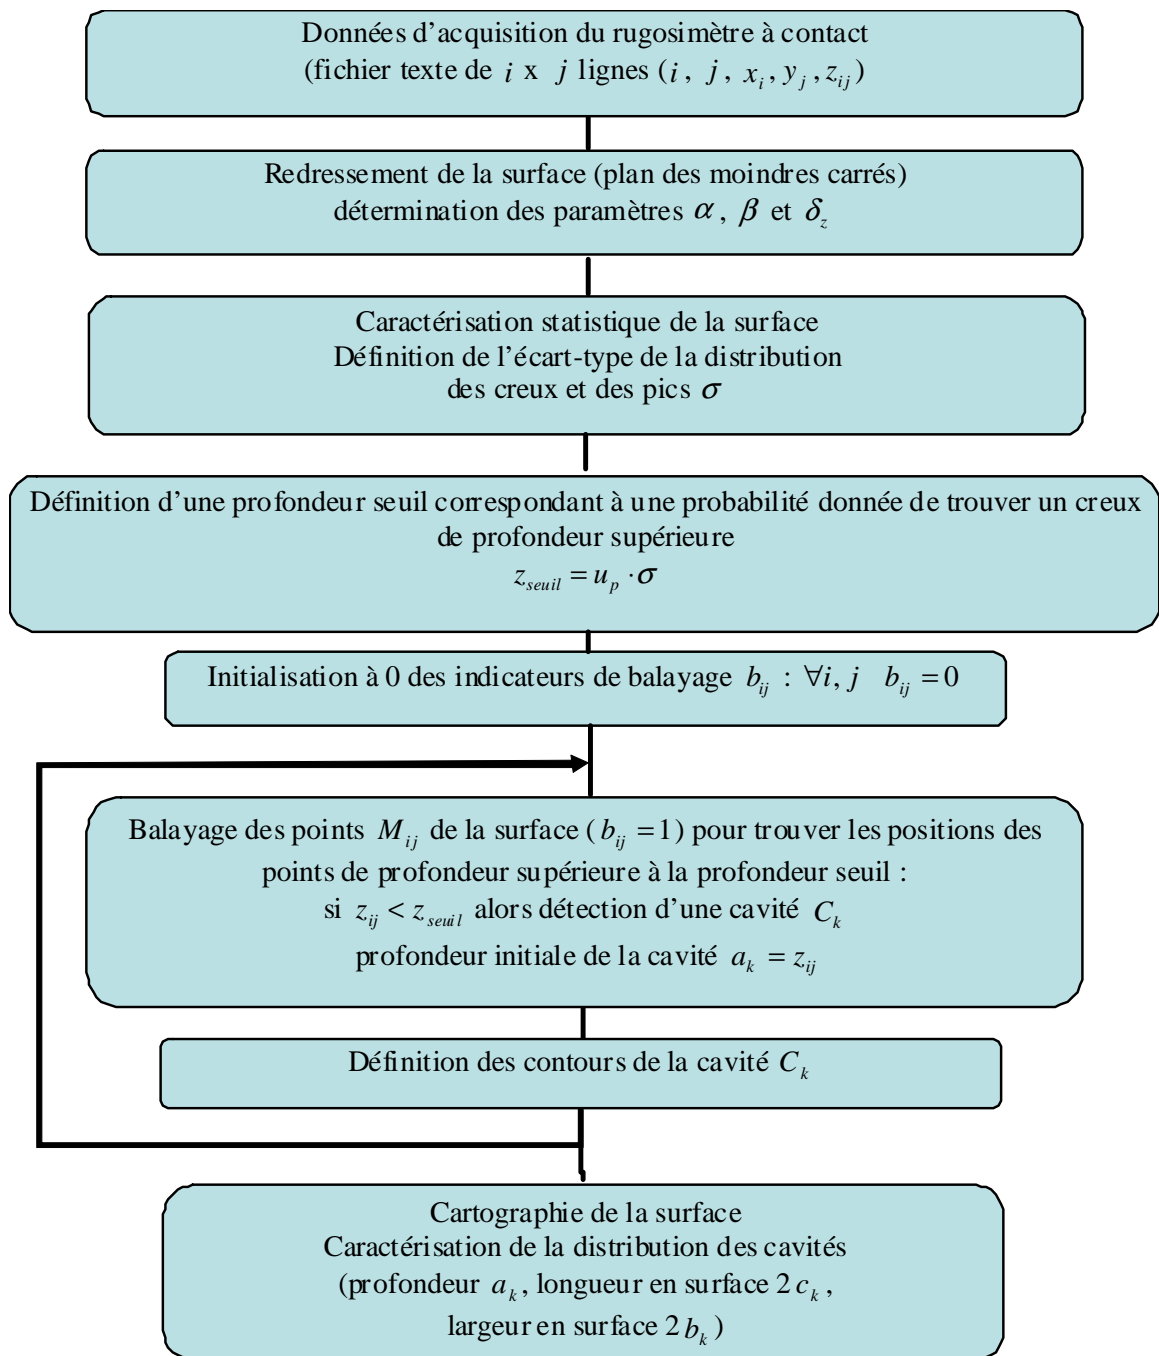 Données d'acquisition du rugosimètre à contact
(fichier texte de i x j lignes (i, j, x_i, y_j, z_ij)
Redressement de la surface (plan des moindres carrés)
détermination des paramètres α, β et δ_z
Caractérisation statistique de la surface
Définition de l'écart-type de la distribution
des creux et des pics σ
Définition d'une profondeur seuil correspondant à une probabilité donnée de trouver un creux
de profondeur supérieure
z_seuil = u_p · σ
Initialisation à 0 des indicateurs de balayage b_ij : ∀i, j b_ij = 0
Balayage des points M_ij de la surface (b_ij = 1) pour trouver les positions des
points de profondeur supérieure à la profondeur seuil :
si z_ij < z_seuil alors détection d'une cavité C_k
profondeur initiale de la cavité a_k = z_ij
Définition des contours de la cavité C_k
Cartographie de la surface
Caractérisation de la distribution des cavités
(profondeur a_k, longueur en surface 2c_k,
largeur en surface 2b_k)